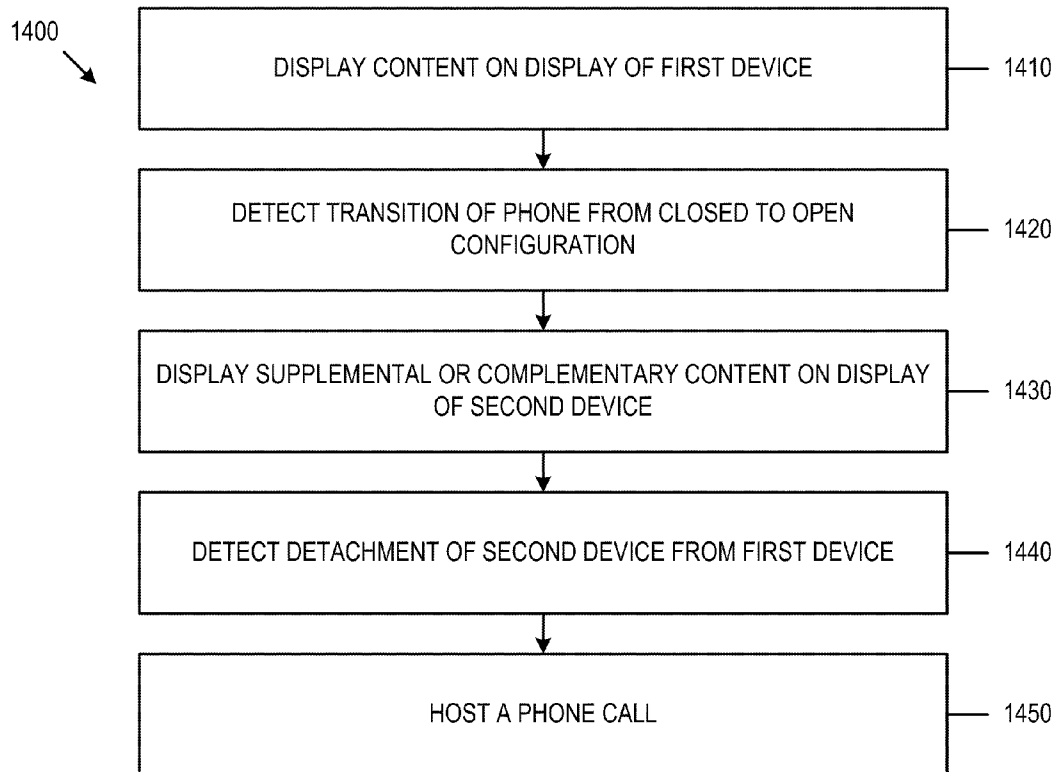 1400
DISPLAY CONTENT ON DISPLAY OF FIRST DEVICE
1410
DETECT TRANSITION OF PHONE FROM CLOSED TO OPEN
CONFIGURATION
1420
DISPLAY SUPPLEMENTAL OR COMPLEMENTARY CONTENT ON DISPLAY
OF SECOND DEVICE
1430
DETECT DETACHMENT OF SECOND DEVICE FROM FIRST DEVICE
1440
HOST A PHONE CALL
1450